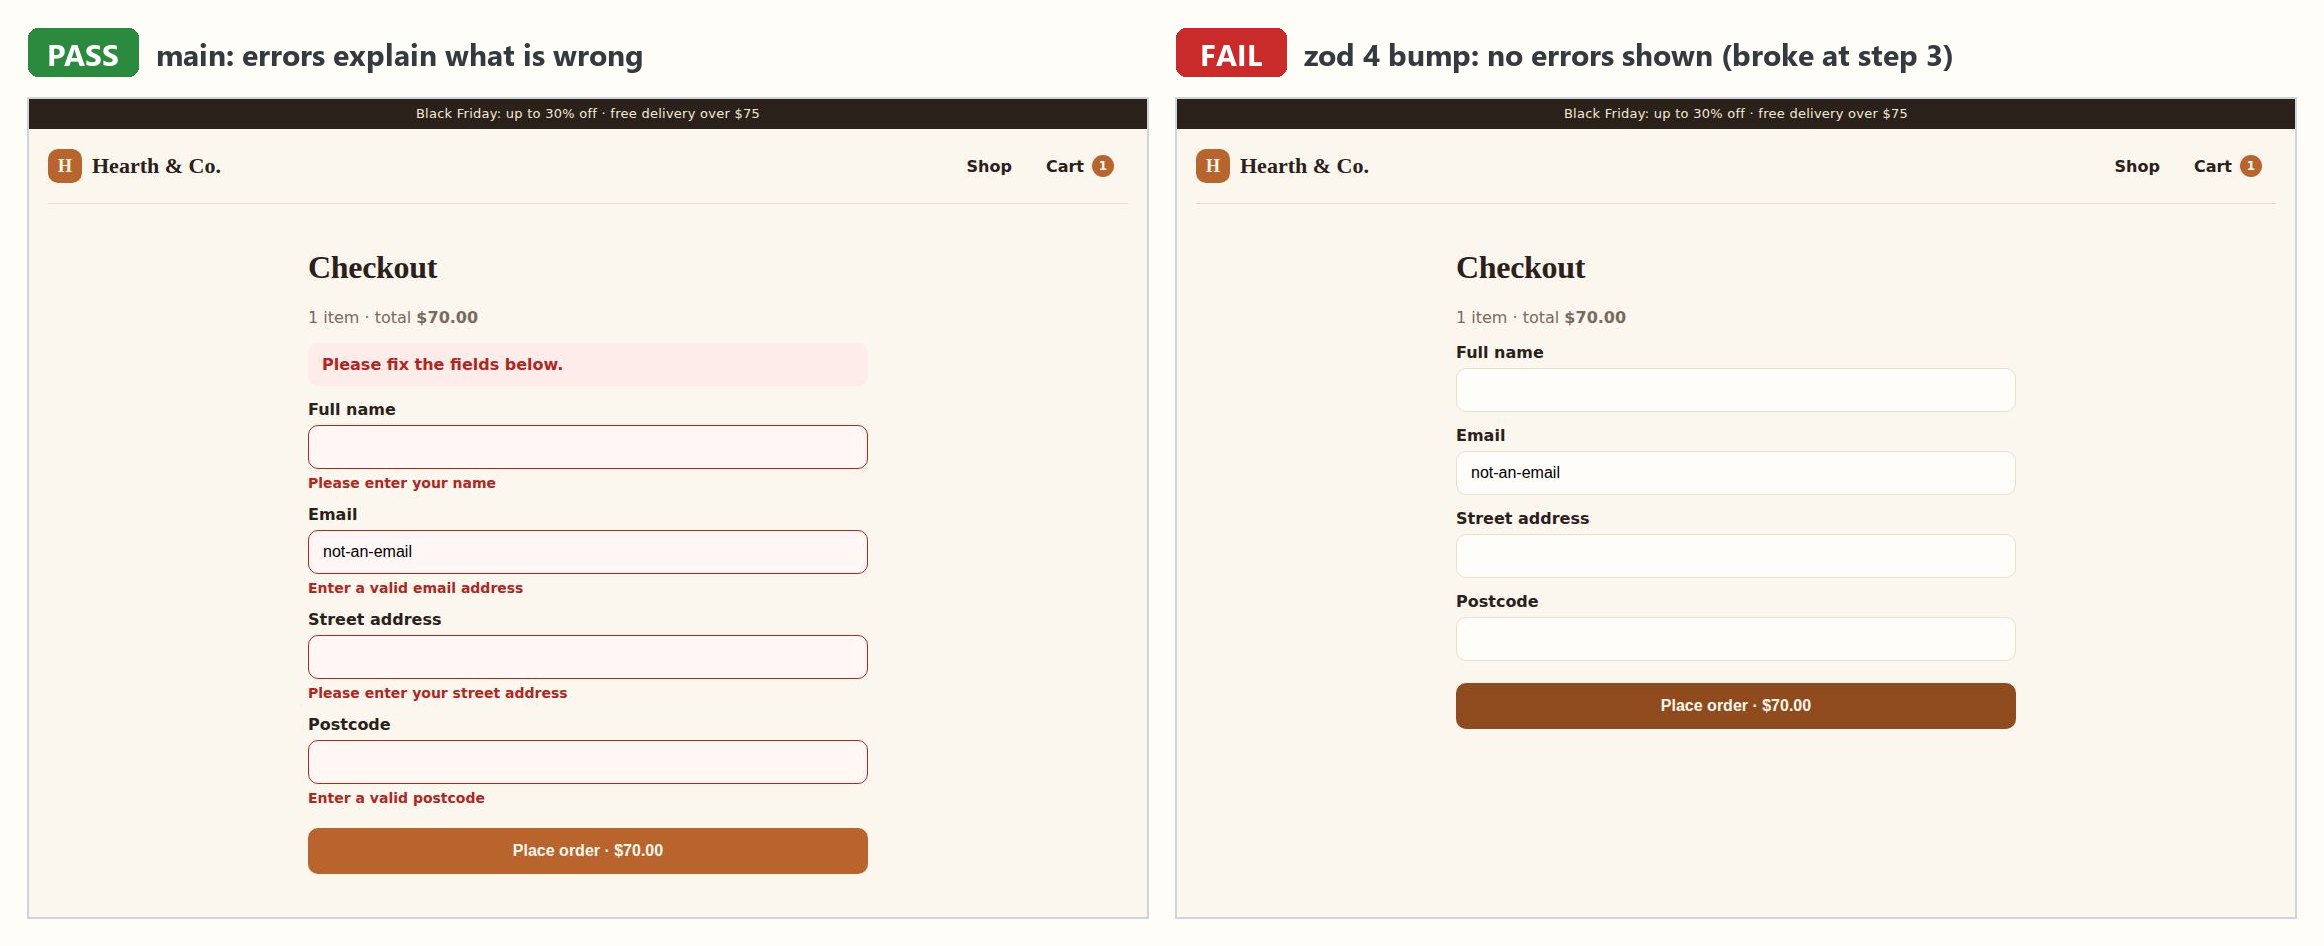 PASS main: errors explain what is wrong
Black Friday: up to 30% off · free delivery over $75
H Hearth & Co.
Shop Cart 1
Checkout
1 item · total $70.00
Please fix the fields below.
Full name
Please enter your name
Email
not-an-email
Enter a valid email address
Street address
Please enter your street address
Postcode
Enter a valid postcode
Place order · $70.00
FAIL zod 4 bump: no errors shown (broke at step 3)
Black Friday: up to 30% off · free delivery over $75
H Hearth & Co.
Shop Cart 1
Checkout
1 item · total $70.00
Full name
Email
not-an-email
Street address
Postcode
Place order · $70.00